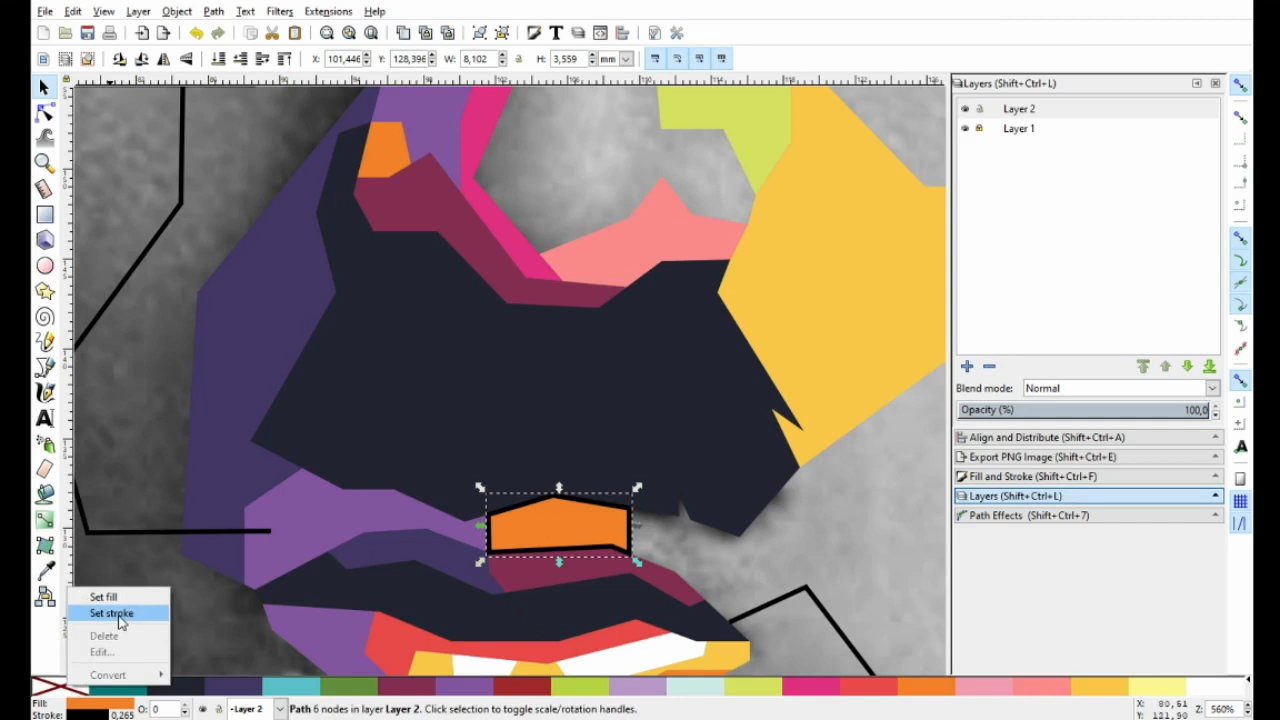 File Edit View Layer Object Path Text Filters Extensions Help
X: 101,446 Y: 128,396 W: 8,102 H: 3,559 mm
Layers (Shift+Ctrl+L)
Layer 2
Layer 1
Blend mode: Normal
Opacity (%) 100,0
Align and Distribute (Shift+Ctrl+A)
Export PNG Image (Shift+Ctrl+E)
Fill and Stroke (Shift+Ctrl+F)
Layers (Shift+Ctrl+L)
Path Effects (Shift+Ctrl+7)
Set fill
Set stroke
Delete
Edit...
Convert
Fill:
Stroke: 0,265
O: 0
Layer 2
Path 6 nodes in layer Layer 2. Click selection to toggle scale/rotation handles.
Z: 560%